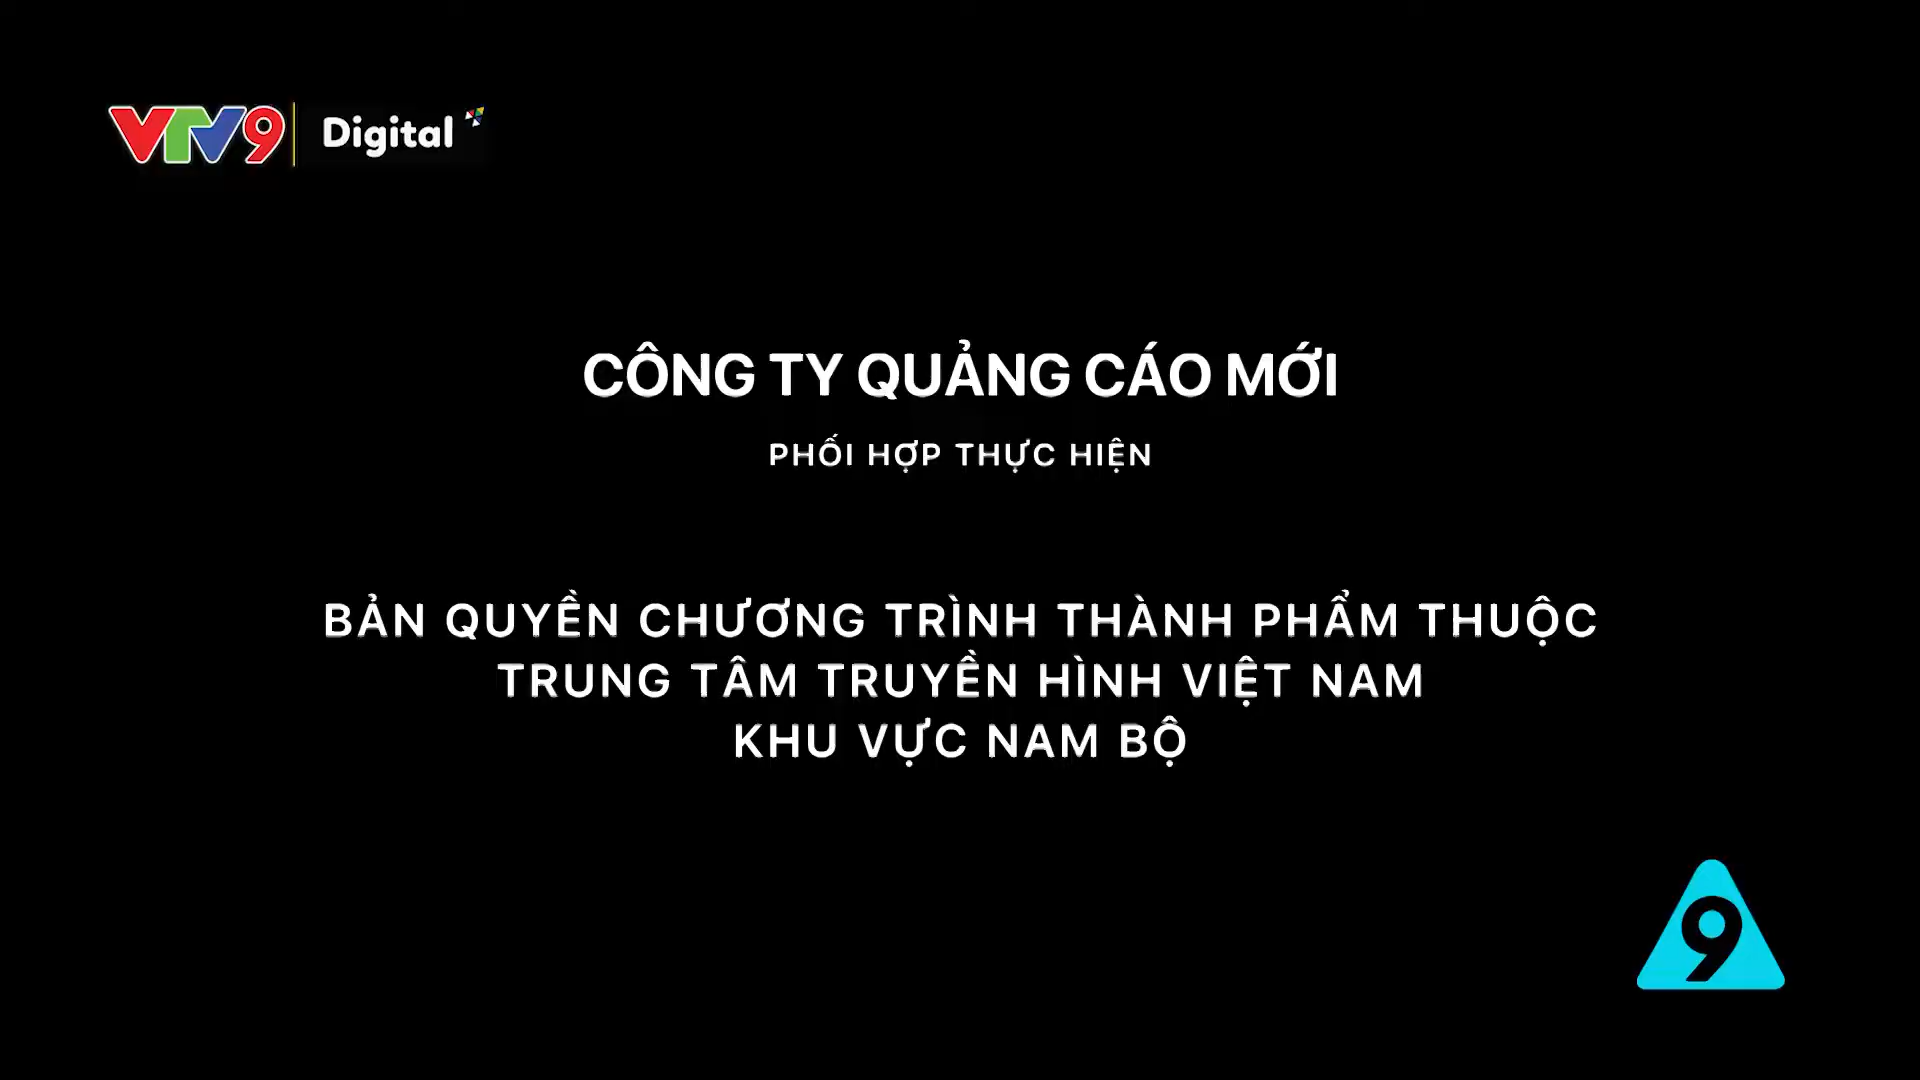 VTV9 Digital
CÔNG TY QUẢNG CÁO MỚI
PHỐI HỢP THỰC HIỆN
BẢN QUYỀN CHƯƠNG TRÌNH THÀNH PHẨM THUỘC
TRUNG TÂM TRUYỀN HÌNH VIỆT NAM
KHU VỰC NAM BỘ
9